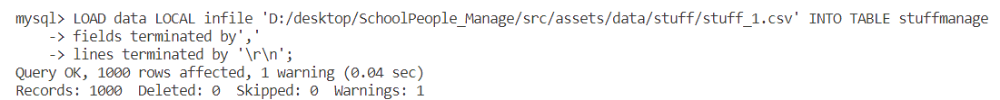 mysql> LOAD data LOCAL infile 'D:/desktop/SchoolPeople_Manage/src/assets/data/stuff/stuff_1.csv' INTO TABLE stuffmanage
    -> fields terminated by','
    -> lines terminated by '\r\n';
Query OK, 1000 rows affected, 1 warning (0.04 sec)
Records: 1000  Deleted: 0  Skipped: 0  Warnings: 1